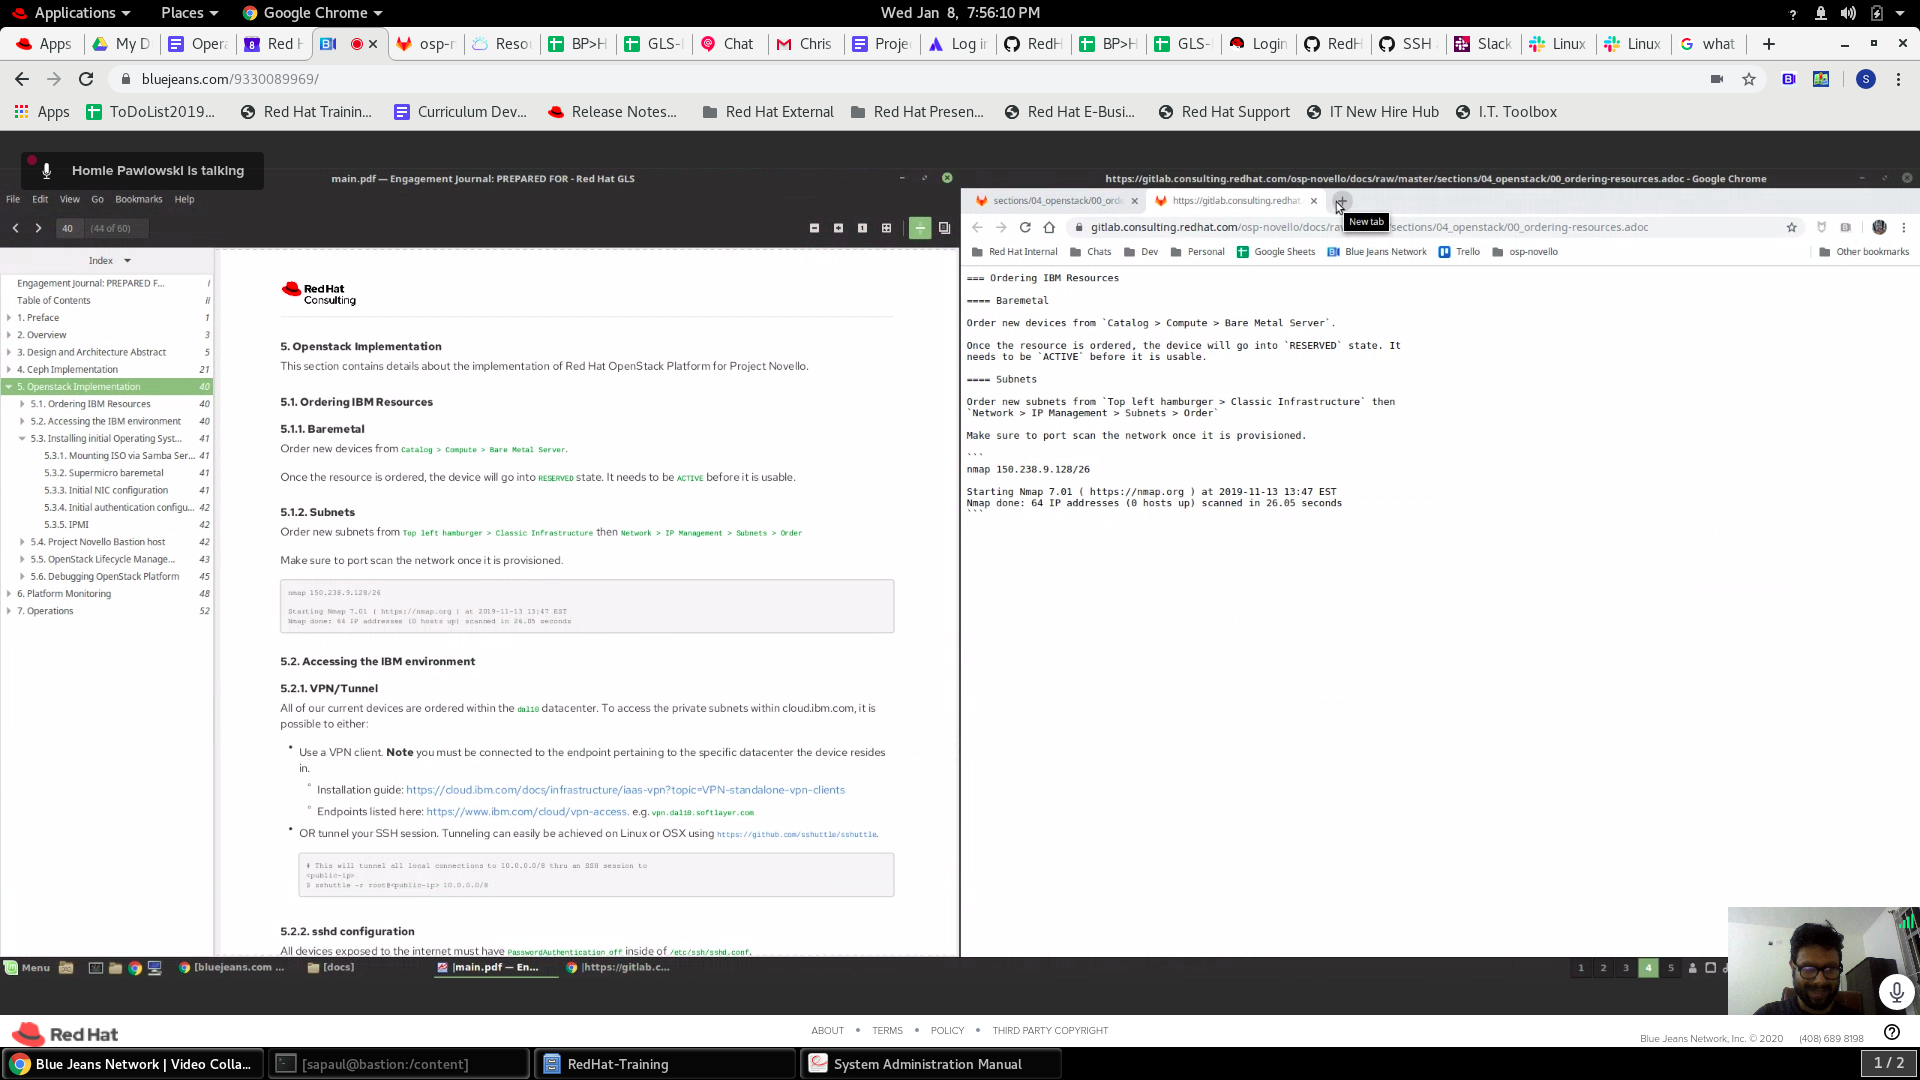 Applications
Places
Google Chrome
Wed Jan 8, 7:56:10 PM
?
Apps
My D
Oper
Red H
osp-n
Resou
BP>H
GLS-
Chat
Chris
Projec
Log in
RedH
BP>H
GLS-
Login
RedH
SSH
Slack
Linux
Linux
what
bluejeans.com/9330089969/
S
Apps
ToDoList2019...
Red Hat Trainin...
Curriculum Dev...
Release Notes...
Red Hat External
Red Hat Presen...
Red Hat E-Busi...
Red Hat Support
IT New Hire Hub
I.T. Toolbox
Homie Pawlowski is talking
main.pdf — Engagement Journal: PREPARED FOR - Red Hat GLS
File Edit View Go Bookmarks Help
40 (44 of 60)
Index
Engagement Journal: PREPARED F... i
Table of Contents ii
1. Preface 1
2. Overview 3
3. Design and Architecture Abstract 5
4. Ceph Implementation 21
5. Openstack Implementation 40
5.1. Ordering IBM Resources 40
5.2. Accessing the IBM environment 40
5.3. Installing initial Operating Syst... 41
5.3.1. Mounting ISO via Samba Ser... 41
5.3.2. Supermicro baremetal 41
5.3.3. Initial NIC configuration 41
5.3.4. Initial authentication configu... 42
5.3.5. IPMI 42
5.4. Project Novello Bastion host 42
5.5. OpenStack Lifecycle Manage... 43
5.6. Debugging OpenStack Platform 45
6. Platform Monitoring 48
7. Operations 52
Red Hat
Consulting
5. Openstack Implementation
This section contains details about the implementation of Red Hat OpenStack Platform for Project Novello.
5.1. Ordering IBM Resources
5.1.1. Baremetal
Order new devices from Catalog > Compute > Bare Metal Server.
Once the resource is ordered, the device will go into RESERVED state. It needs to be ACTIVE before it is usable.
5.1.2. Subnets
Order new subnets from Top left hamburger > Classic Infrastructure then Network > IP Management > Subnets > Order
Make sure to port scan the network once it is provisioned.
nmap 150.238.9.128/26
Starting Nmap 7.01 ( https://nmap.org ) at 2019-11-13 13:47 EST
Nmap done: 64 IP addresses (0 hosts up) scanned in 26.05 seconds
5.2. Accessing the IBM environment
5.2.1. VPN/Tunnel
All of our current devices are ordered within the dal10 datacenter. To access the private subnets within cloud.ibm.com, it is
possible to either:
• Use a VPN client. Note you must be connected to the endpoint pertaining to the specific datacenter the device resides
in.
◦ Installation guide: https://cloud.ibm.com/docs/infrastructure/iaas-vpn?topic=VPN-standalone-vpn-clients
◦ Endpoints listed here: https://www.ibm.com/cloud/vpn-access. e.g. vpn.dal10.softlayer.com
• OR tunnel your SSH session. Tunneling can easily be achieved on Linux or OSX using https://github.com/sshuttle/sshuttle.
# This will tunnel all local connections to 10.0.0.0/8 thru an SSH session to
<public-ip>
$ sshuttle -r root@<public-ip> 10.0.0.0/8
5.2.2. sshd configuration
All devices exposed to the internet must have PasswordAuthentication off inside of /etc/ssh/sshd.conf.
https://gitlab.consulting.redhat.com/osp-novello/docs/raw/master/sections/04_openstack/00_ordering-resources.adoc - Google Chrome
sections/04_openstack/00_orde
https://gitlab.consulting.redhat.
New tab
gitlab.consulting.redhat.com/osp-novello/docs/raw
sections/04_openstack/00_ordering-resources.adoc
Red Hat Internal
Chats
Dev
Personal
Google Sheets
Blue Jeans Network
Trello
osp-novello
Other bookmarks
=== Ordering IBM Resources
==== Baremetal
Order new devices from `Catalog > Compute > Bare Metal Server`.
Once the resource is ordered, the device will go into `RESERVED` state. It
needs to be `ACTIVE` before it is usable.
==== Subnets
Order new subnets from `Top left hamburger > Classic Infrastructure` then
`Network > IP Management > Subnets > Order`
Make sure to port scan the network once it is provisioned.
```
nmap 150.238.9.128/26
Starting Nmap 7.01 ( https://nmap.org ) at 2019-11-13 13:47 EST
Nmap done: 64 IP addresses (0 hosts up) scanned in 26.05 seconds
```
Menu
[bluejeans.com ...
[docs]
main.pdf — En...
https://gitlab.c...
1 2 3 4 5
Red Hat
ABOUT • TERMS • POLICY • THIRD PARTY COPYRIGHT
Blue Jeans Network, Inc. © 2020 (408) 689 8198
Blue Jeans Network | Video Colla...
[sapaul@bastion:/content]
RedHat-Training
System Administration Manual
1 / 2